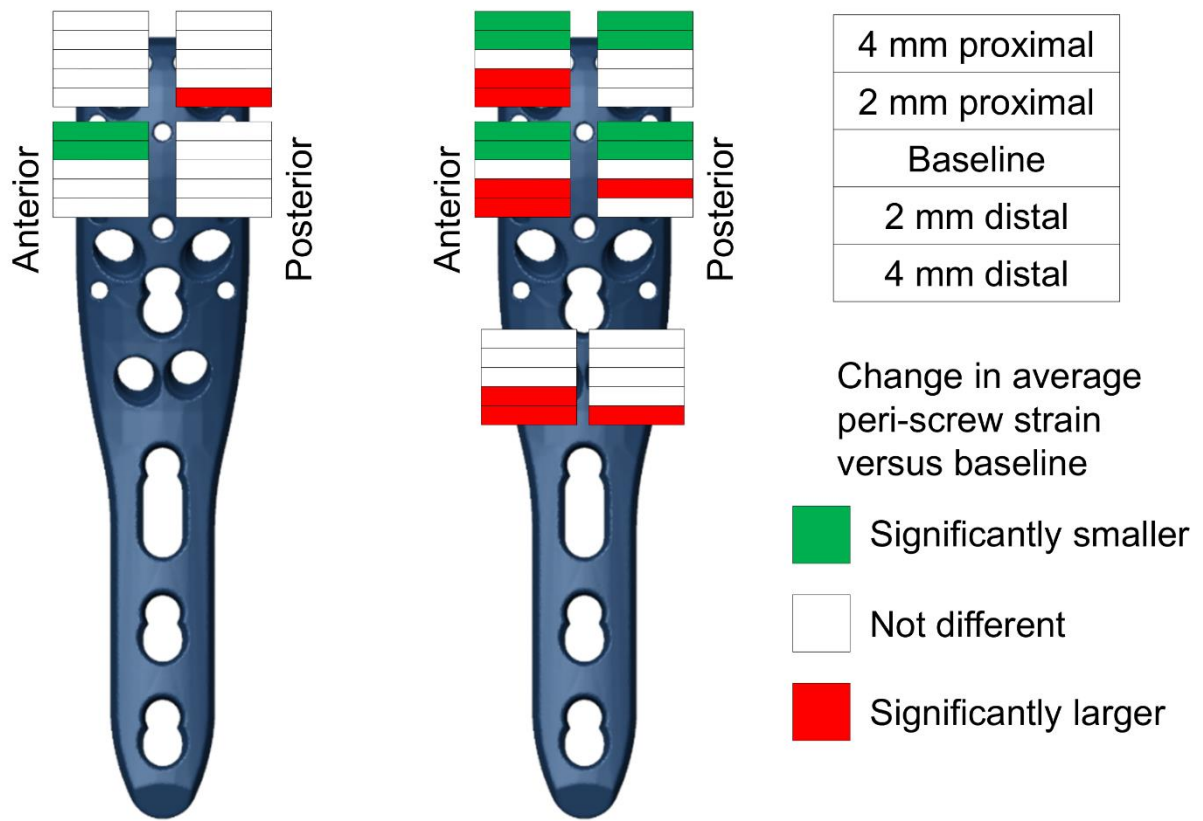 Anterior
Posterior
Anterior
Posterior
4 mm proximal
2 mm proximal
Baseline
2 mm distal
4 mm distal
Change in average
peri-screw strain
versus baseline
Significantly smaller
Not different
Significantly larger